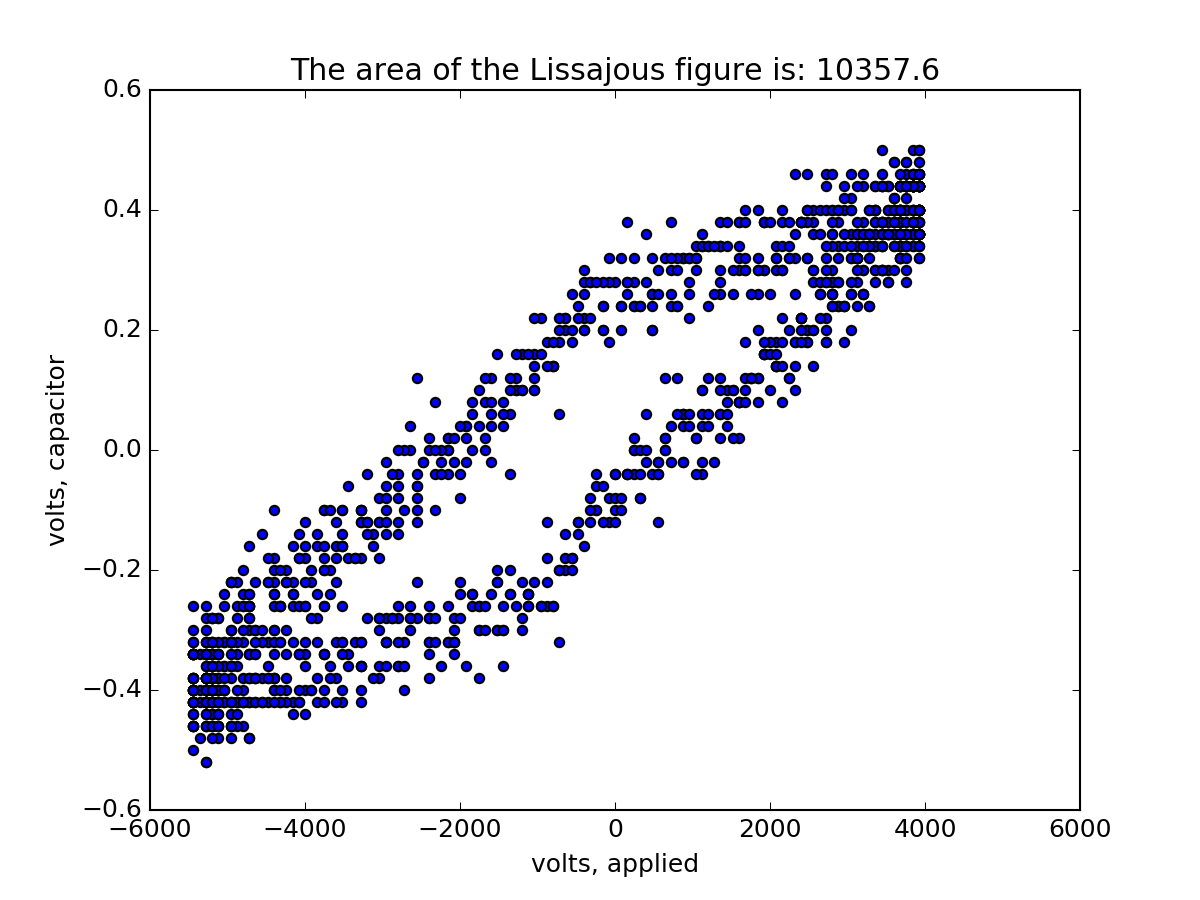 The area of the Lissajous figure is: 10357.6
0.6
0.4
0.2
0.0
−0.2
−0.4
−0.6
volts, capacitor
−6000 −4000 −2000 0 2000 4000 6000
volts, applied